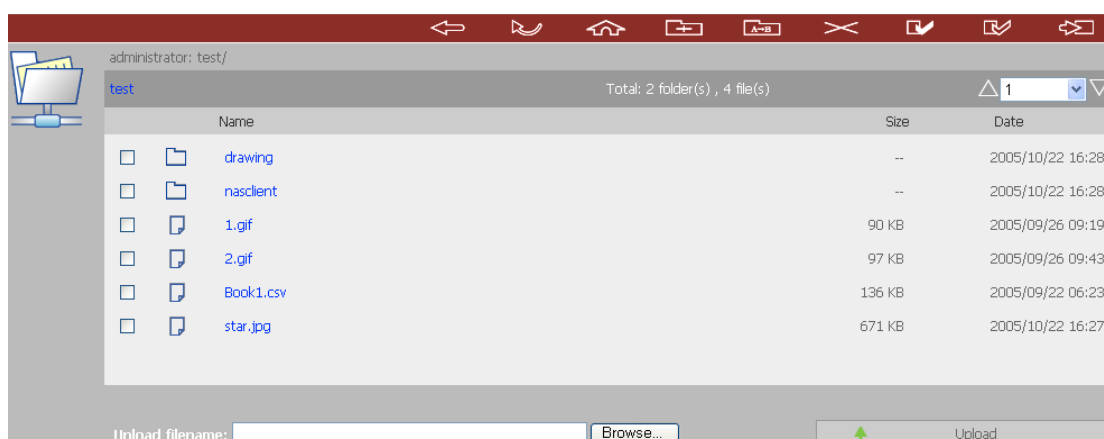 A↔B
administrator: test/
test Total: 2 folder(s) , 4 file(s) 1
Name Size Date
drawing -- 2005/10/22 16:28
nasclient -- 2005/10/22 16:28
1.gif 90 KB 2005/09/26 09:19
2.gif 97 KB 2005/09/26 09:43
Book1.csv 136 KB 2005/09/22 06:23
star.jpg 671 KB 2005/10/22 16:27
Upload filename: Browse... Upload